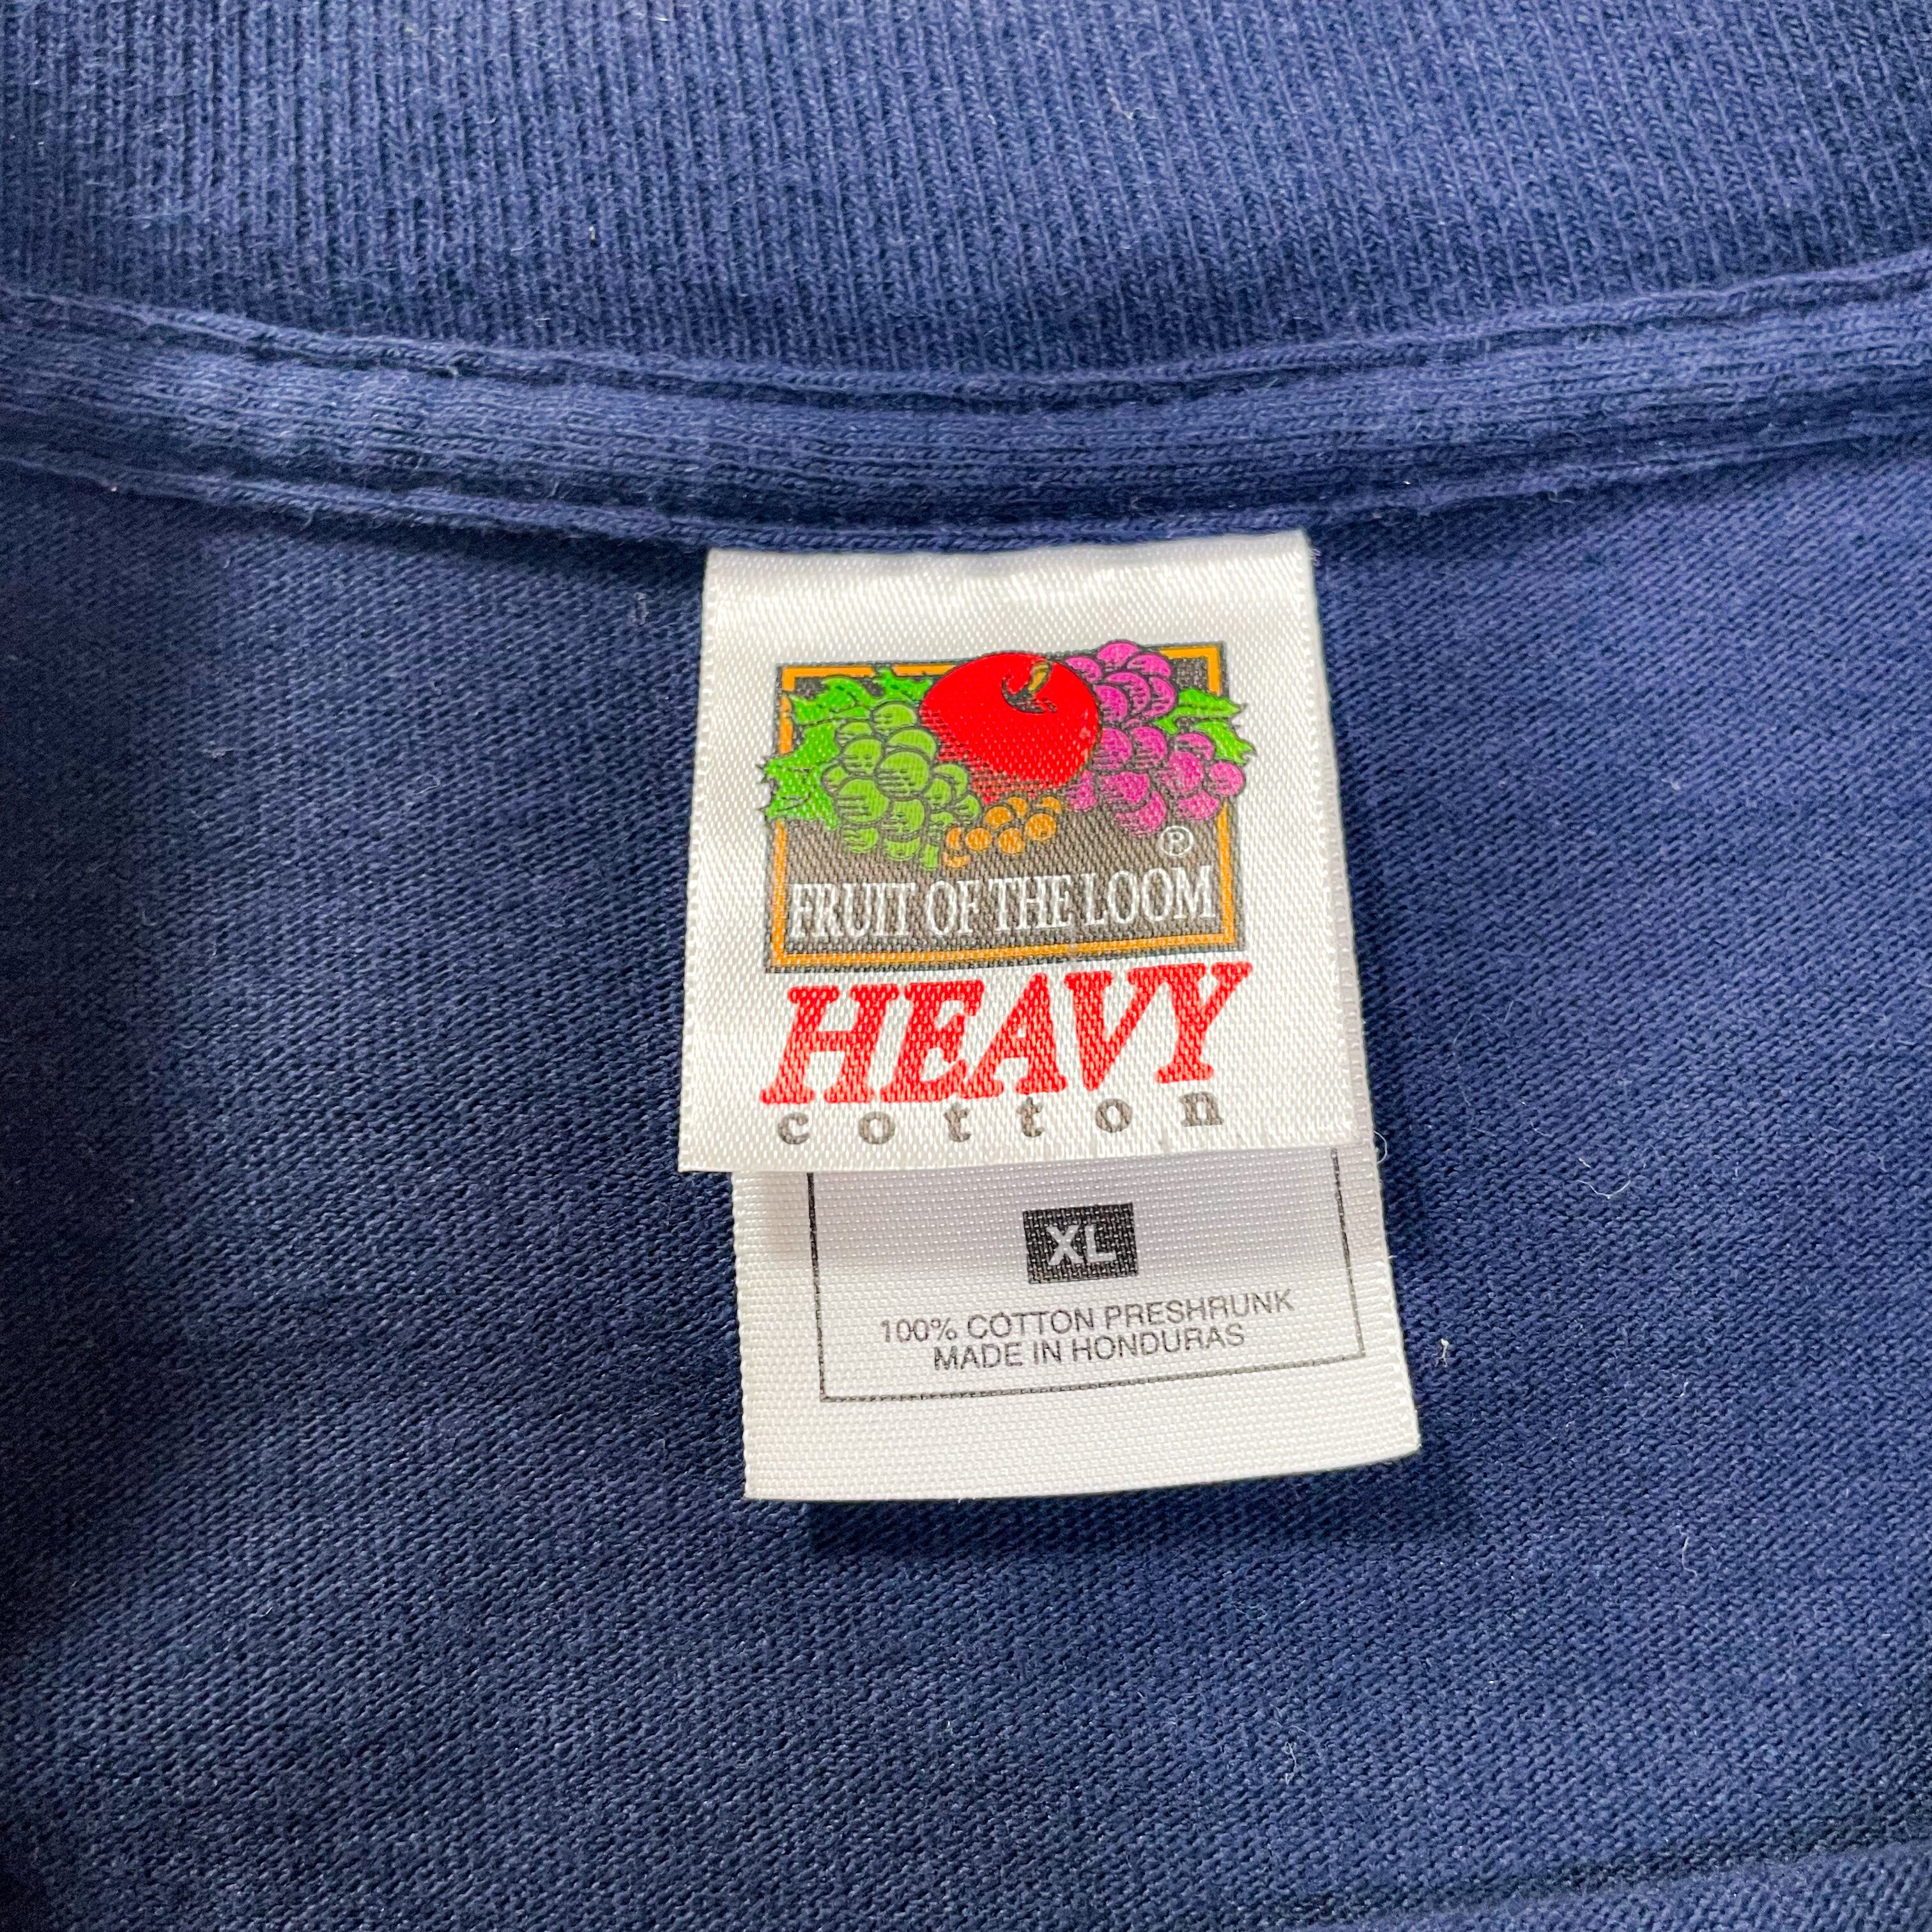 ®
FRUIT OF THE LOOM
HEAVY
cotton
XL
100% COTTON PRESHRUNK
MADE IN HONDURAS